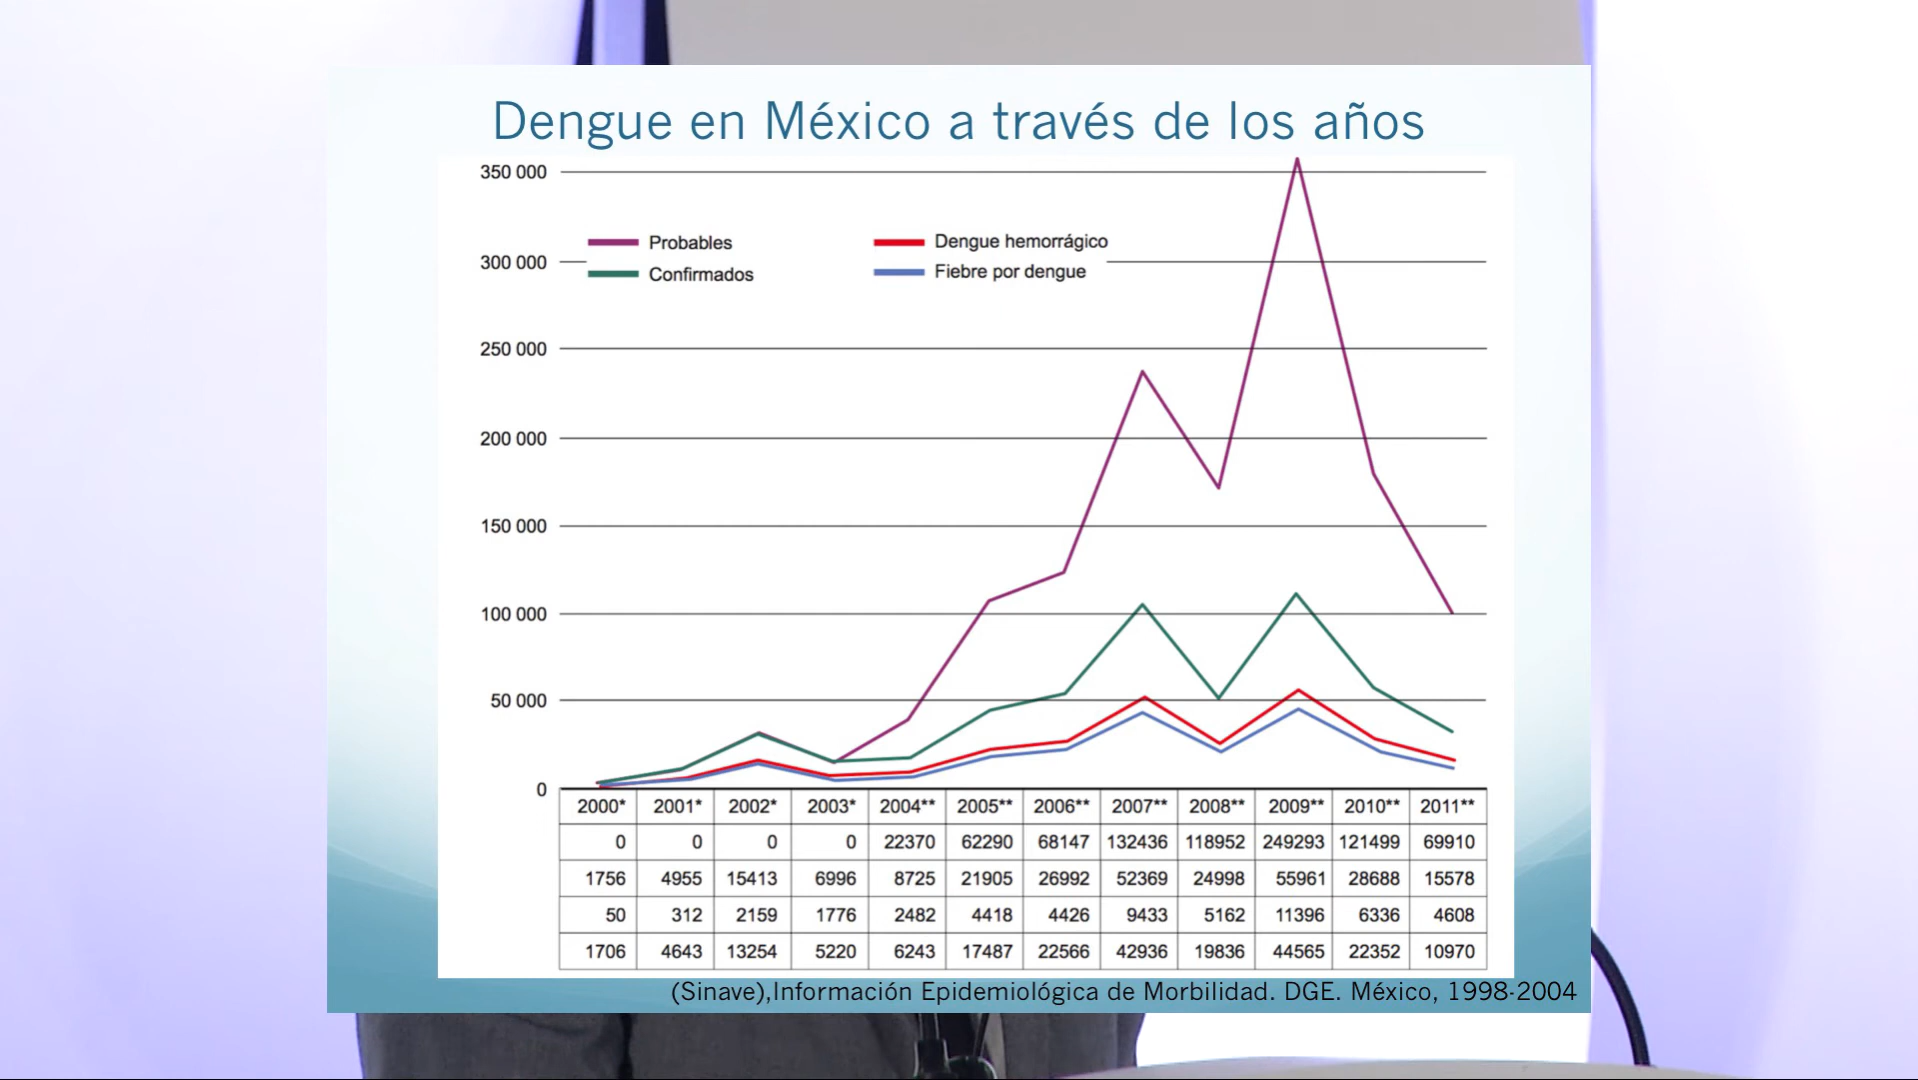 Dengue en México a través de los años
350 000
Probables
Dengue hemorrágico
300 000
Confirmados
Fiebre por dengue
250 000
200 000
150 000
100 000
50 000
0
2000* 2001* 2002* 2003* 2004** 2005** 2006** 2007** 2008** 2009** 2010** 2011**
0 0 0 0 22370 62290 68147 132436 118952 249293 121499 69910
1756 4955 15413 6996 8725 21905 26992 52369 24998 55961 28688 15578
50 312 2159 1776 2482 4418 4426 9433 5162 11396 6336 4608
1706 4643 13254 5220 6243 17487 22566 42936 19836 44565 22352 10970
(Sinave),Información Epidemiológica de Morbilidad. DGE. México, 1998-2004